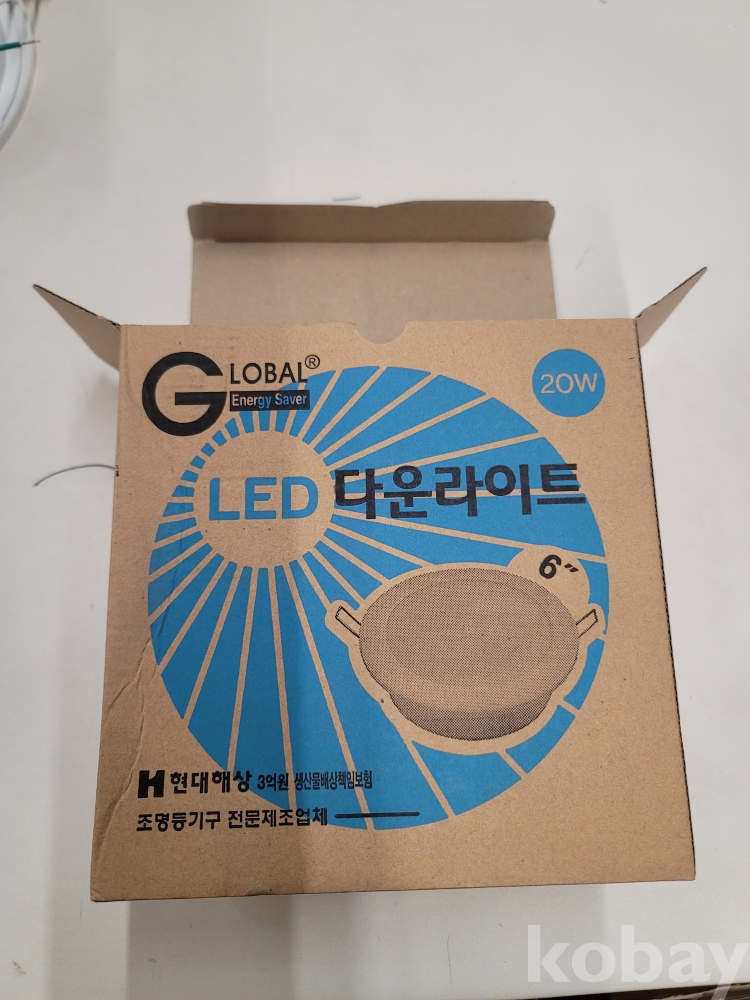 GLOBAL®
Energy Saver
20W
LED 다운라이트
6"
H 현대해상 3억원 생산물배상책임보험
조명등기구 전문제조업체
kobay